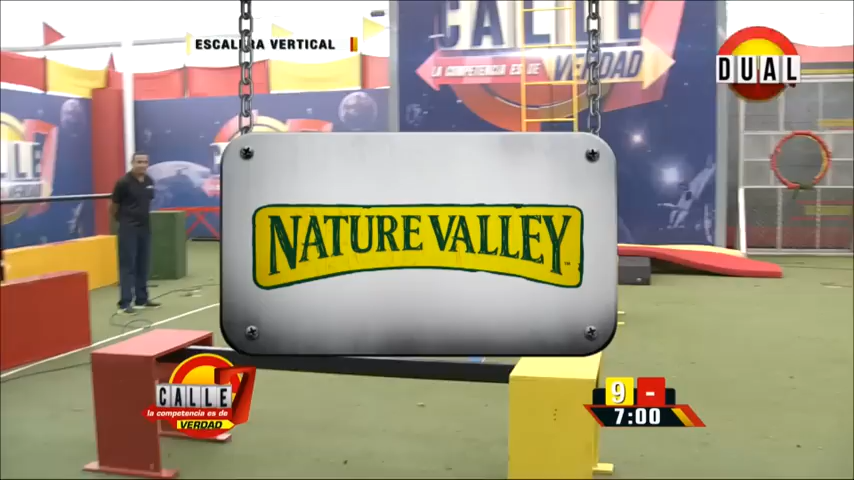 ESCALERA VERTICAL
CALLE
LA COMPETENCIA ES DE VERDAD
DUAL
NATURE VALLEY
CALLE 7
la competencia es de
VERDAD
9 -
7:00